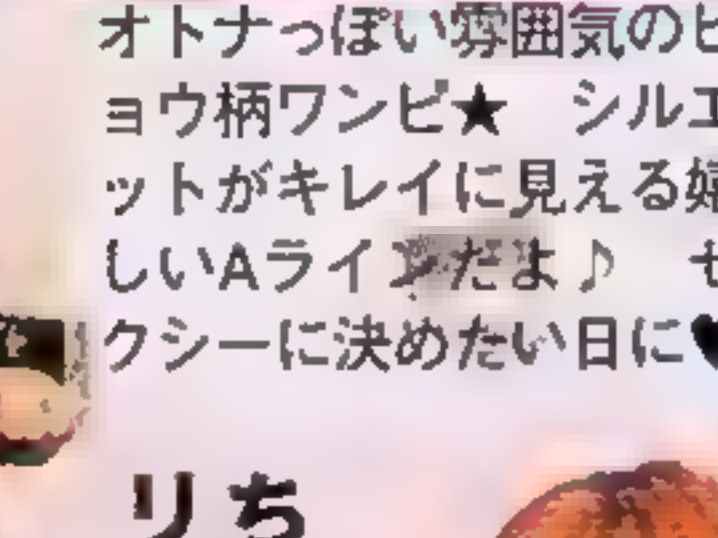 オトナっぽい雰囲気のヒ
ョウ柄ワンピ★　シルエ
ットがキレイに見える嬉
しいAラインだよ♪　セ
クシーに決めたい日に♥
りち